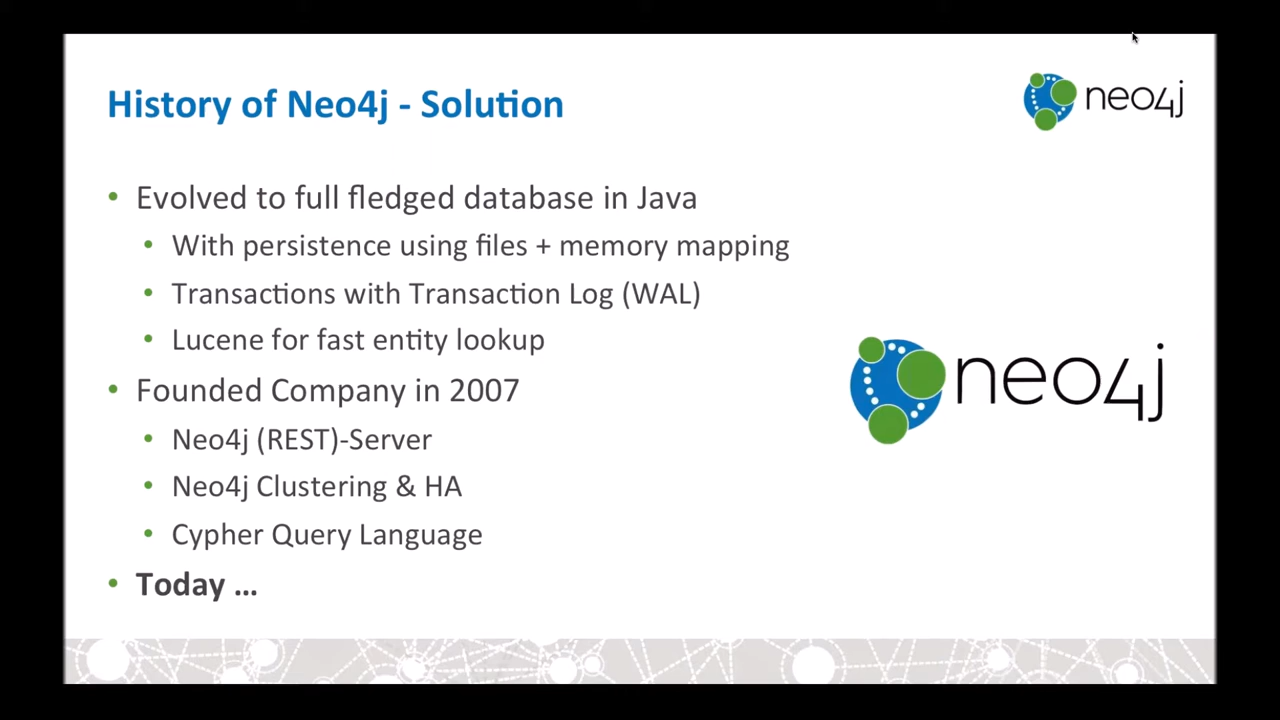 History of Neo4j - Solution
neo4j
• Evolved to full fledged database in Java
• With persistence using files + memory mapping
• Transactions with Transaction Log (WAL)
• Lucene for fast entity lookup
neo4j
• Founded Company in 2007
• Neo4j (REST)-Server
• Neo4j Clustering & HA
• Cypher Query Language
• Today ...